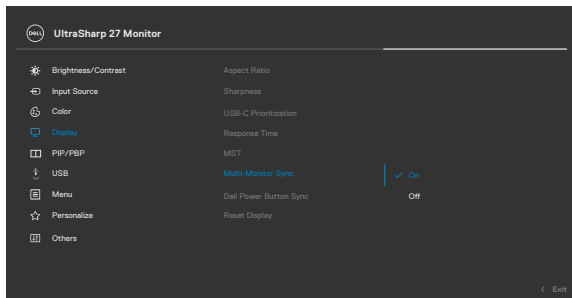 DELL UltraSharp 27 Monitor
Brightness/Contrast Aspect Ratio
Input Source Sharpness
Color USB-C Prioritization
Display Response Time
PIP/PBP MST
USB Multi-Monitor Sync On
Menu Dell Power Button Sync Off
Personalize Reset Display
Others
Exit